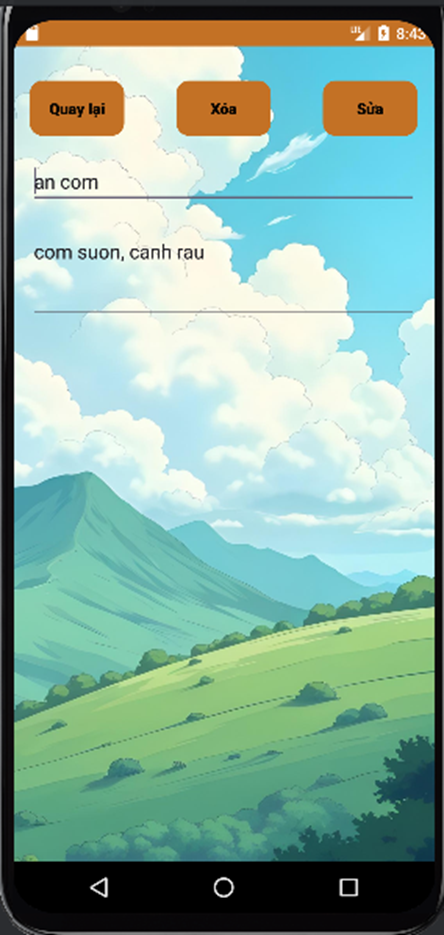 8:43
Quay lại
Xóa
Sửa
an com
com suon, canh rau